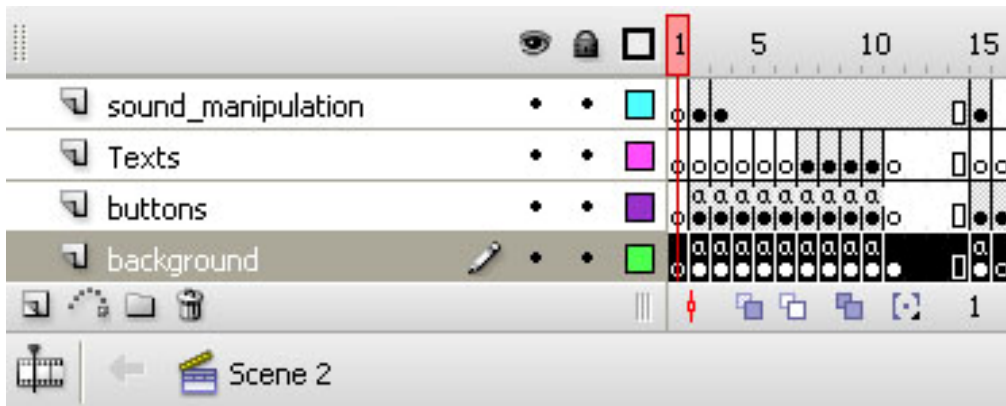 1 5 10 15
sound_manipulation
Texts
buttons
a a a a a a a a a
background
a a a a a a a a a a
1
Scene 2